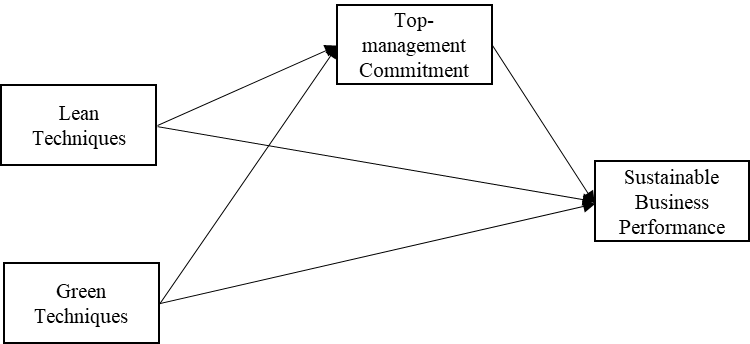 Top-
management
Commitment
Lean
Techniques
Sustainable
Business
Performance
Green
Techniques